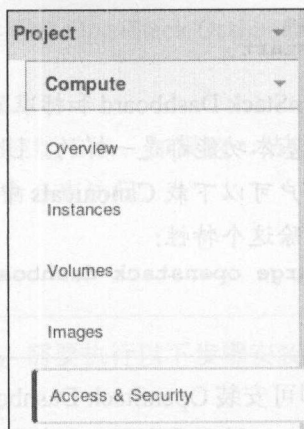 Project
Compute
Overview
Instances
Volumes
Images
Access & Security